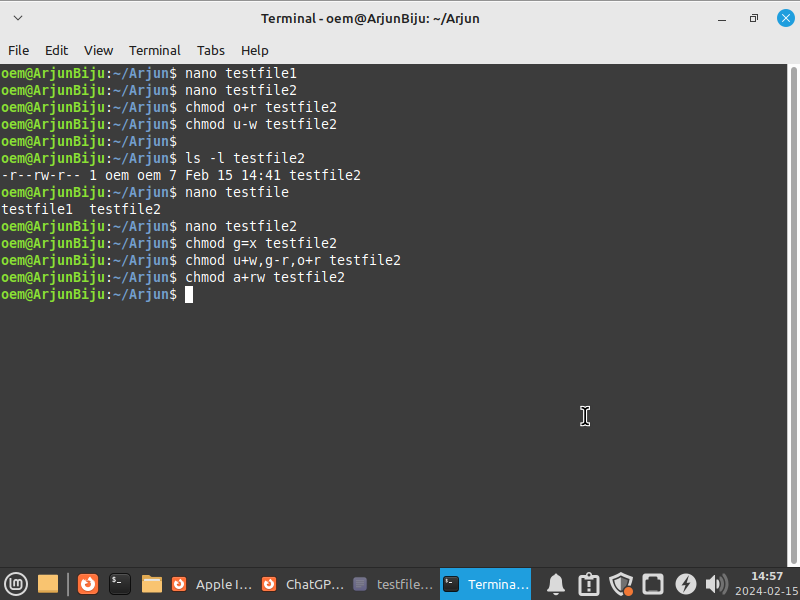 Terminal - oem@ArjunBiju: ~/Arjun
File Edit View Terminal Tabs Help
oem@ArjunBiju:~/Arjun$ nano testfile1
oem@ArjunBiju:~/Arjun$ nano testfile2
oem@ArjunBiju:~/Arjun$ chmod o+r testfile2
oem@ArjunBiju:~/Arjun$ chmod u-w testfile2
oem@ArjunBiju:~/Arjun$
oem@ArjunBiju:~/Arjun$ ls -l testfile2
-r--rw-r-- 1 oem oem 7 Feb 15 14:41 testfile2
oem@ArjunBiju:~/Arjun$ nano testfile
testfile1  testfile2
oem@ArjunBiju:~/Arjun$ nano testfile2
oem@ArjunBiju:~/Arjun$ chmod g=x testfile2
oem@ArjunBiju:~/Arjun$ chmod u+w,g-r,o+r testfile2
oem@ArjunBiju:~/Arjun$ chmod a+rw testfile2
oem@ArjunBiju:~/Arjun$
Apple I... ChatGP... testfile... Termina... 14:57
2024-02-15